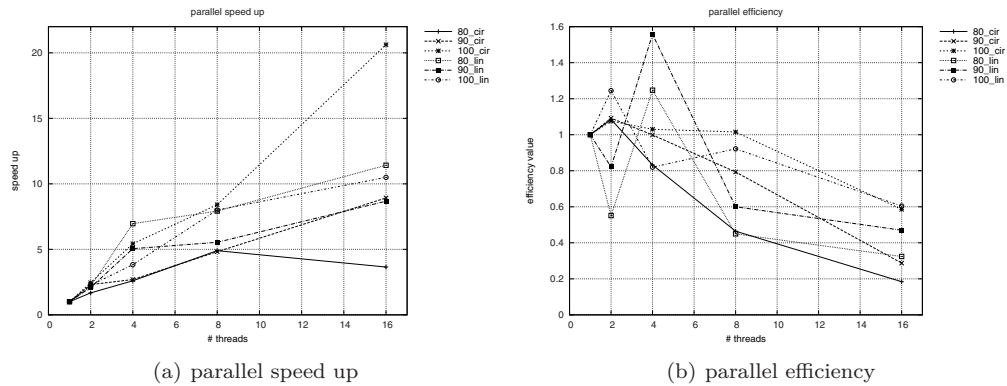 parallel speed up
20
15
10
5
0
speed up
0 2 4 6 8 10 12 14 16
# threads
80_cir
90_cir
100_cir
80_lin
90_lin
100_lin
(a) parallel speed up
parallel efficiency
1.6
1.4
1.2
1
0.8
0.6
0.4
0.2
0
efficiency value
0 2 4 6 8 10 12 14 16
# threads
80_cir
90_cir
100_cir
80_lin
90_lin
100_lin
(b) parallel efficiency